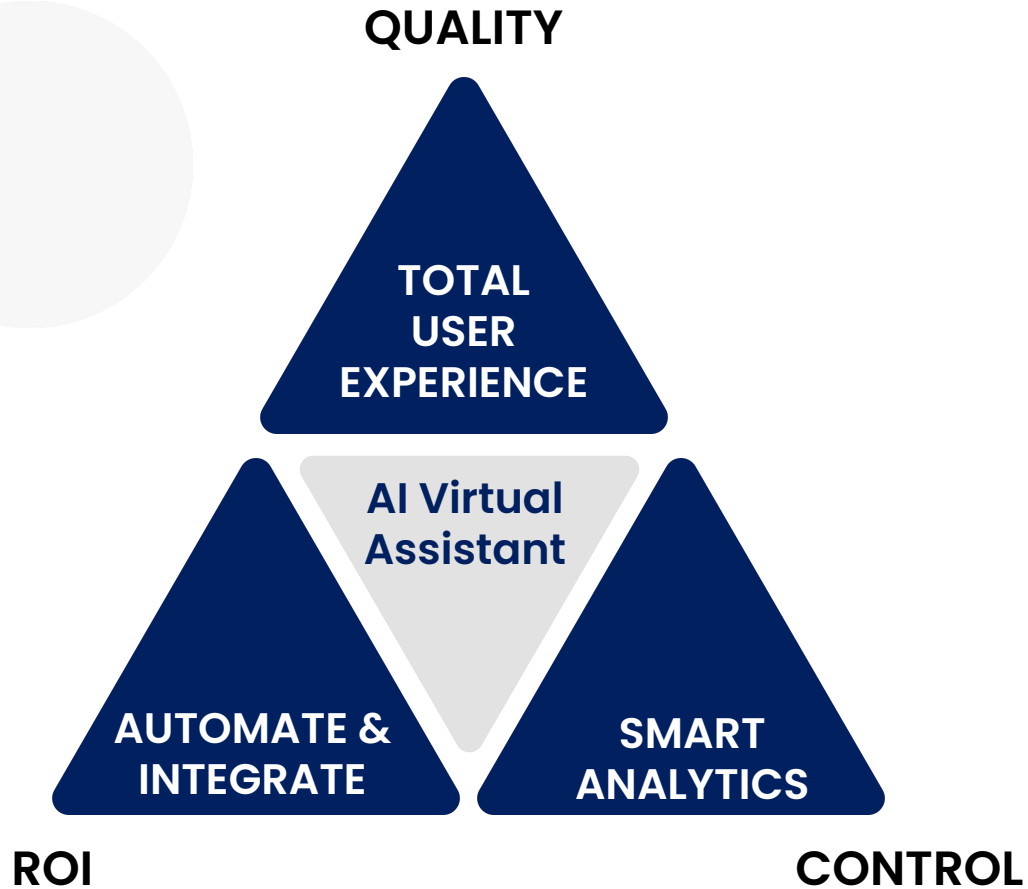 QUALITY
TOTAL
USER
EXPERIENCE
AI Virtual
Assistant
AUTOMATE &
INTEGRATE
SMART
ANALYTICS
ROI
CONTROL